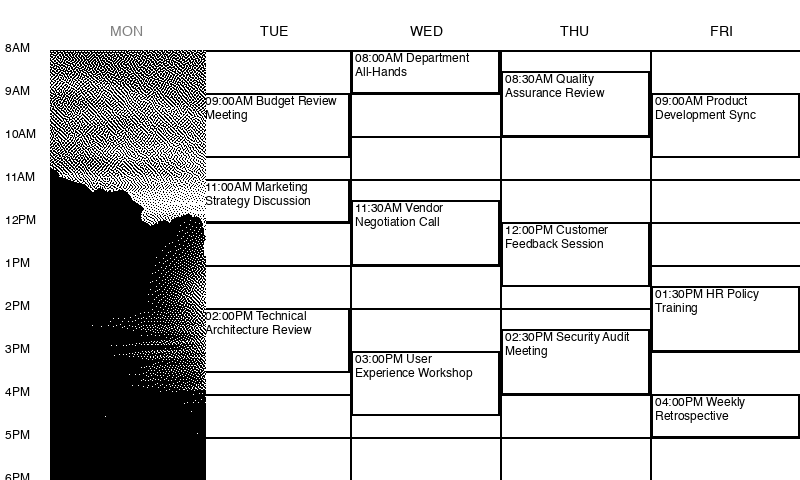 MON TUE WED THU FRI
8AM
08:00AM Department
All-Hands
08:30AM Quality
Assurance Review
9AM
09:00AM Budget Review
Meeting
09:00AM Product
Development Sync
10AM
11AM
11:00AM Marketing
Strategy Discussion
11:30AM Vendor
Negotiation Call
12PM
12:00PM Customer
Feedback Session
1PM
01:30PM HR Policy
Training
2PM
02:00PM Technical
Architecture Review
02:30PM Security Audit
Meeting
3PM
03:00PM User
Experience Workshop
4PM
04:00PM Weekly
Retrospective
5PM
6PM